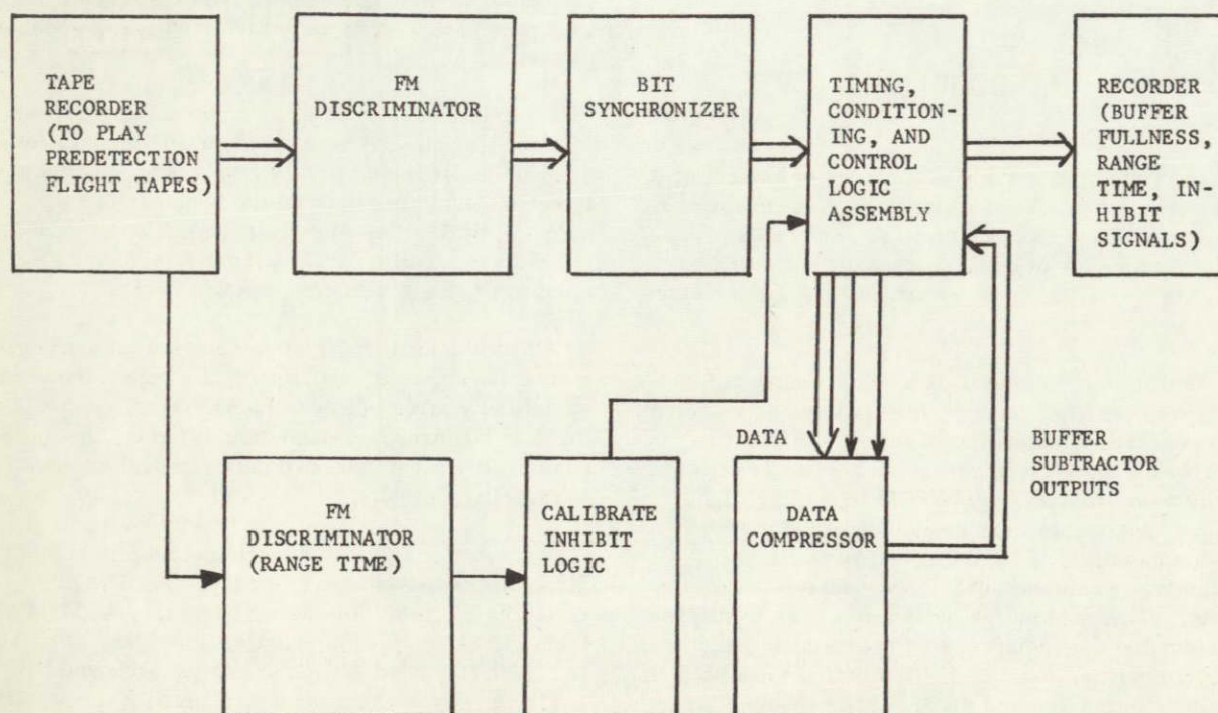 TAPE
RECORDER
(TO PLAY
PREDETECTION
FLIGHT TAPES)
FM
DISCRIMINATOR
BIT
SYNCHRONIZER
TIMING,
CONDITION-
ING, AND
CONTROL
LOGIC
ASSEMBLY
RECORDER
(BUFFER
FULLNESS,
RANGE
TIME, IN-
HIBIT
SIGNALS)
FM
DISCRIMINATOR
(RANGE TIME)
CALIBRATE
INHIBIT
LOGIC
DATA
DATA
COMPRESSOR
BUFFER
SUBTRACTOR
OUTPUTS